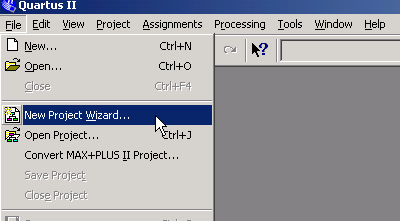 Quartus II
File Edit View Project Assignments Processing Tools Window Help
New... Ctrl+N
Open... Ctrl+O
Close Ctrl+F4
New Project Wizard...
Open Project... Ctrl+J
Convert MAX+PLUS II Project...
Save Project
Close Project